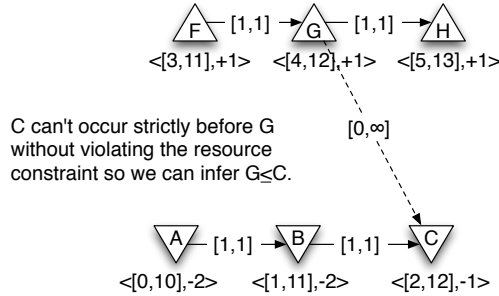 F [1,1] G [1,1] H
<[3,11],+1> <[4,12],+1> <[5,13],+1>
C can't occur strictly before G
without violating the resource
constraint so we can infer G≤C.
[0,∞]
A [1,1] B [1,1] C
<[0,10],-2> <[1,11],-2> <[2,12],-1>